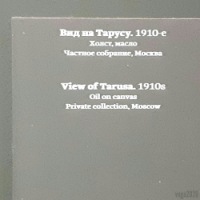 Вид на Тарусу. 1910-е
Холст, масло
Частное собрание, Москва
View of Tarusa. 1910s
Oil on canvas
Private collection, Moscow